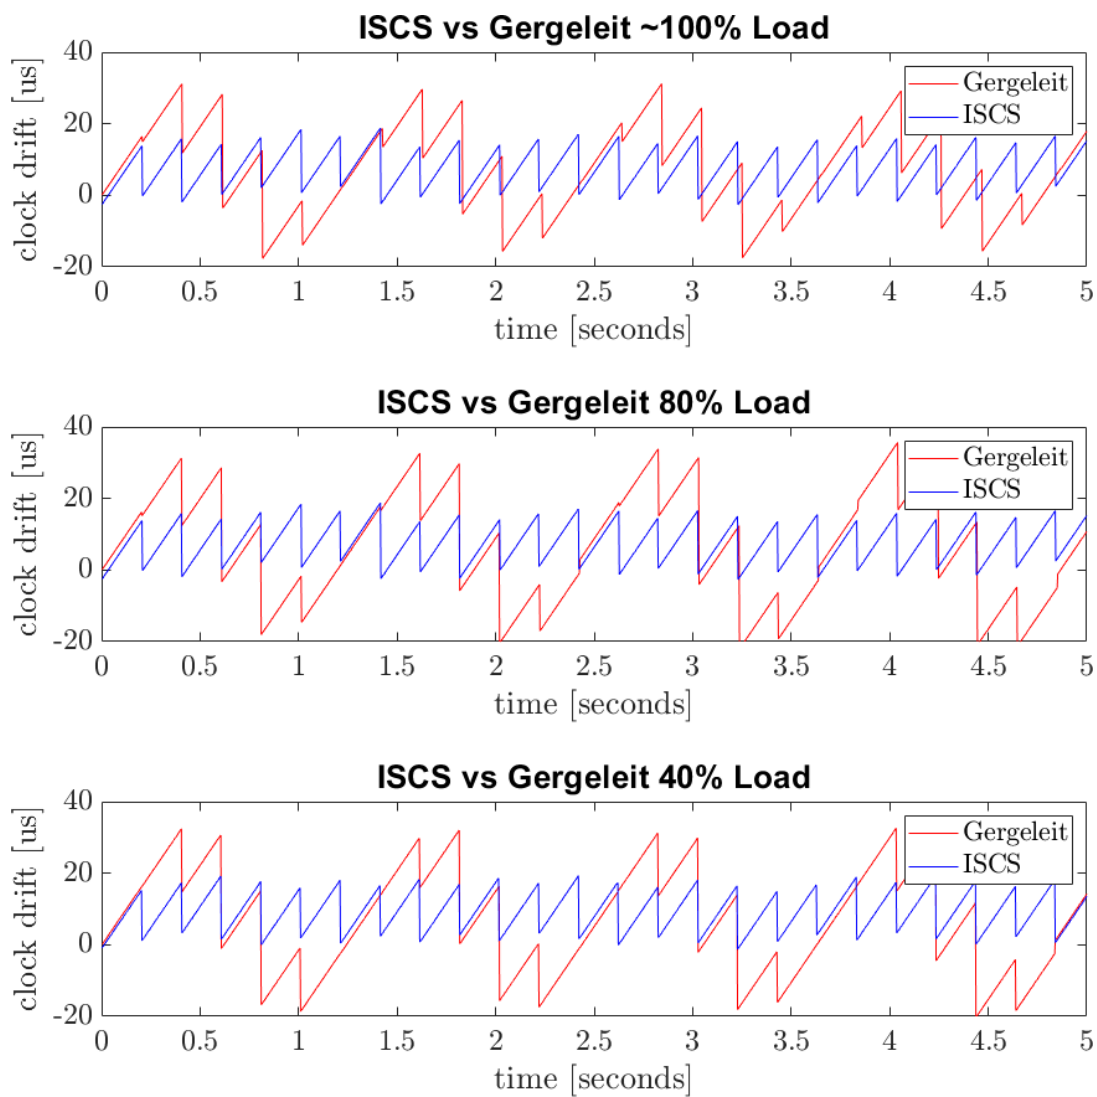 ISCS vs Gergeleit ~100% Load
40
20
0
-20
clock drift [us]
Gergeleit
ISCS
0 0.5 1 1.5 2 2.5 3 3.5 4 4.5 5
time [seconds]
ISCS vs Gergeleit 80% Load
40
20
0
-20
clock drift [us]
Gergeleit
ISCS
0 0.5 1 1.5 2 2.5 3 3.5 4 4.5 5
time [seconds]
ISCS vs Gergeleit 40% Load
40
20
0
-20
clock drift [us]
Gergeleit
ISCS
0 0.5 1 1.5 2 2.5 3 3.5 4 4.5 5
time [seconds]